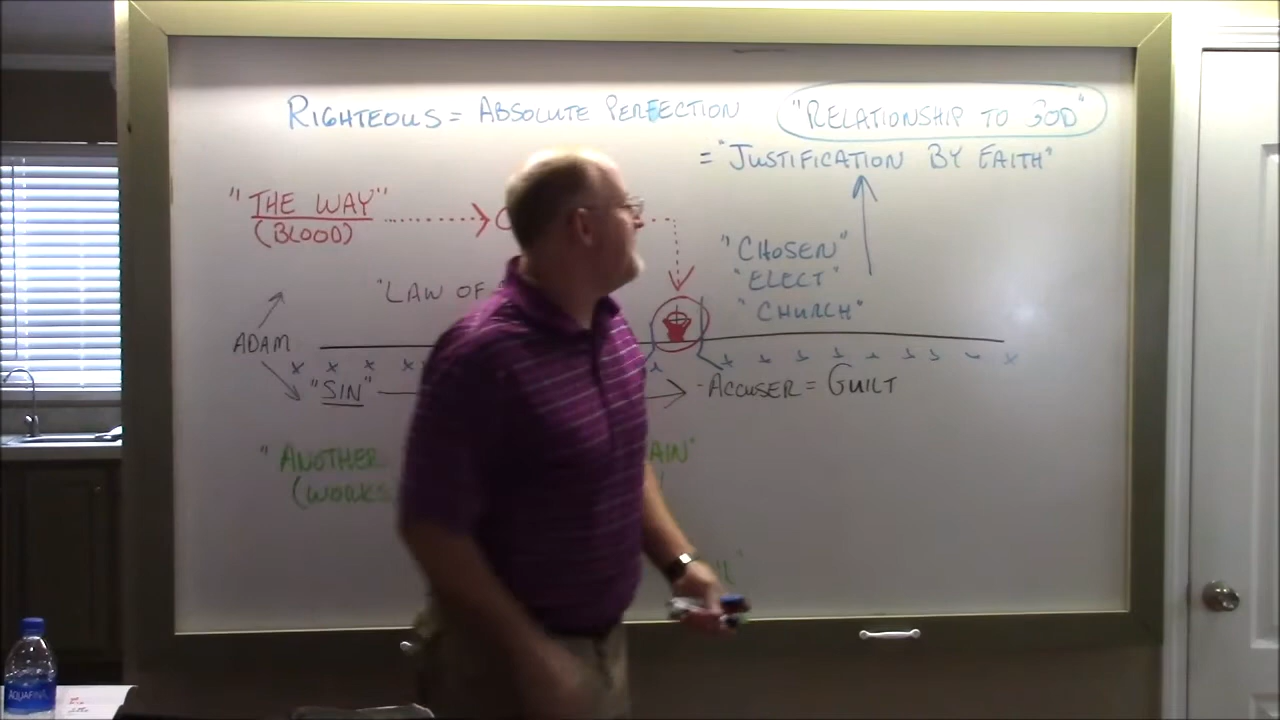 RIGHTEOUS = ABSOLUTE PERFECTION "RELATIONSHIP TO GOD"
= "JUSTIFICATION BY FAITH"
"THE WAY"
(BLOOD)
"CHOSEN"
"ELECT"
"CHURCH"
"LAW OF
ADAM
x x x x
"SIN" ACCUSER = GUILT
"ANOTHER
(WORKS
AQUAFINA